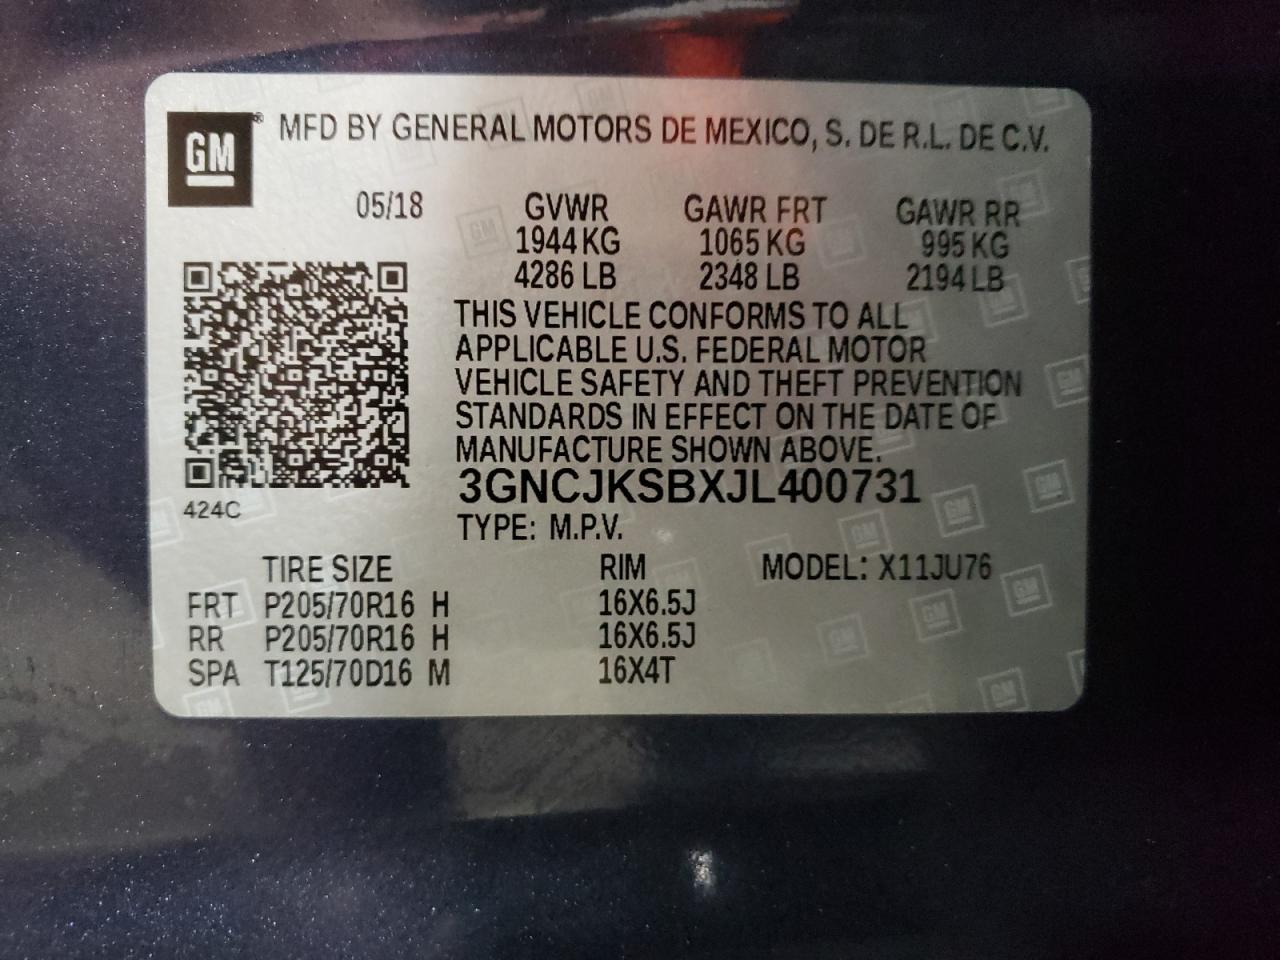 GM® MFD BY GENERAL MOTORS DE MEXICO, S. DE R.L. DE C.V.
05/18 GVWR GAWR FRT GAWR RR
1944 KG 1065 KG 995 KG
4286 LB 2348 LB 2194 LB
THIS VEHICLE CONFORMS TO ALL
APPLICABLE U.S. FEDERAL MOTOR
VEHICLE SAFETY AND THEFT PREVENTION
STANDARDS IN EFFECT ON THE DATE OF
MANUFACTURE SHOWN ABOVE.
3GNCJKSBXJL400731
424C
TYPE: M.P.V.
TIRE SIZE RIM MODEL: X11JU76
FRT P205/70R16 H 16X6.5J
RR P205/70R16 H 16X6.5J
SPA T125/70D16 M 16X4T